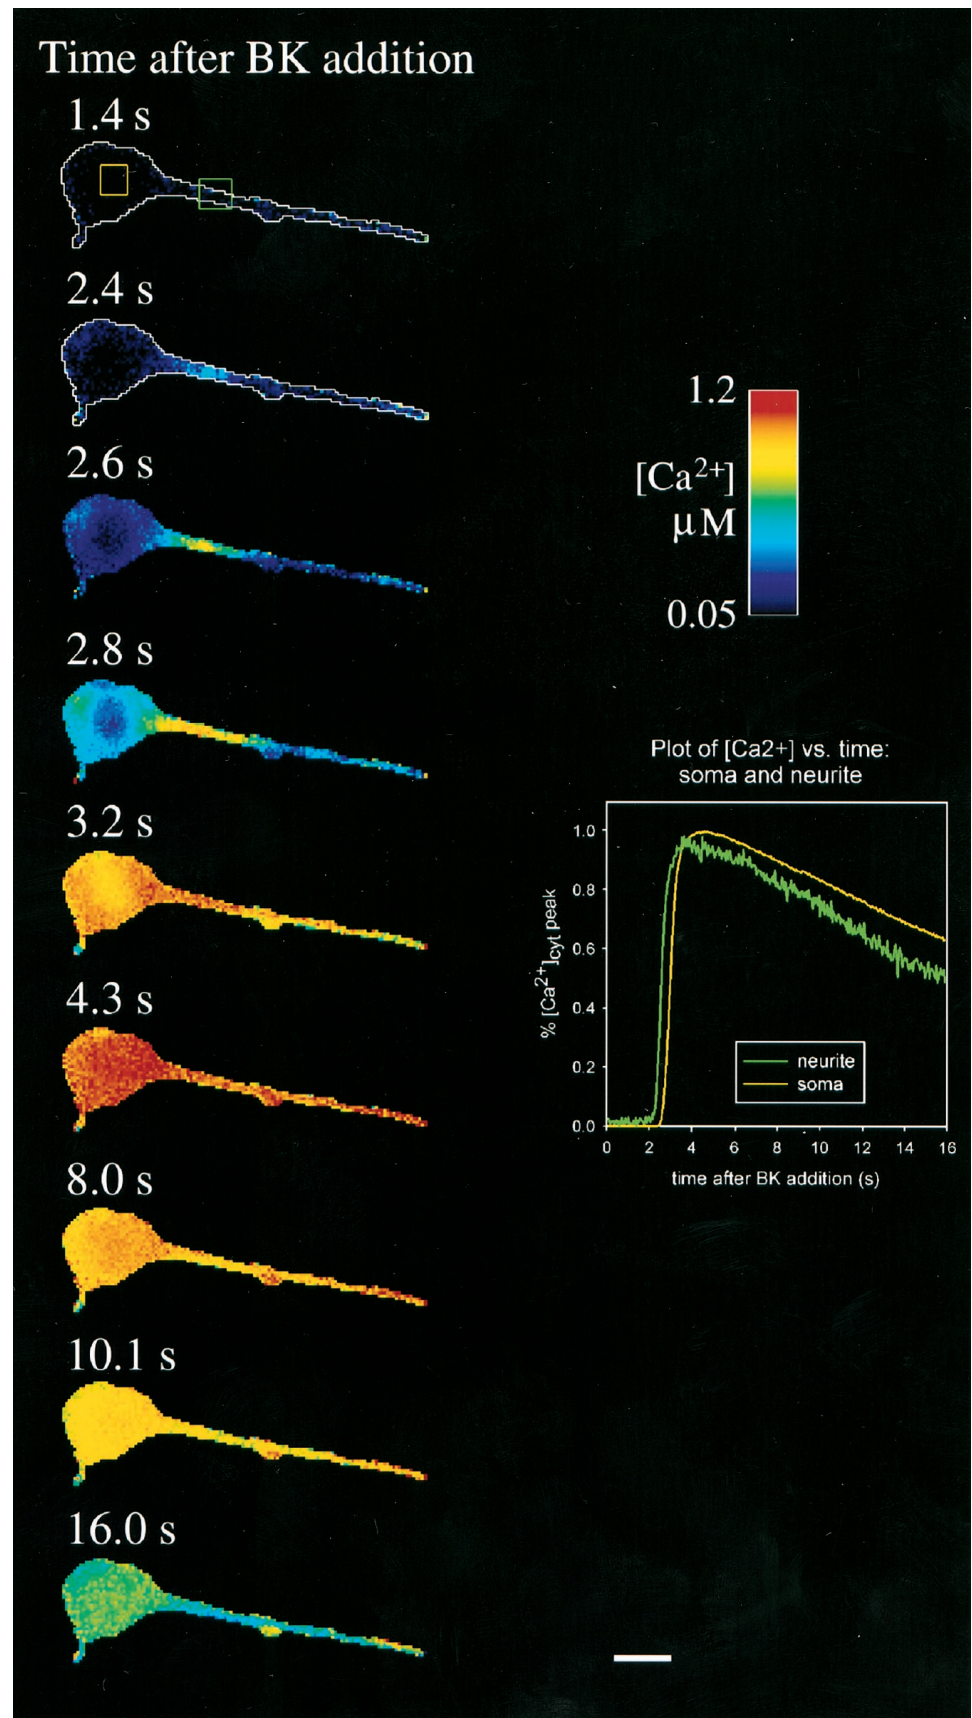 Time after BK addition
1.4 s
2.4 s
2.6 s
2.8 s
3.2 s
4.3 s
8.0 s
10.1 s
16.0 s
1.2
[Ca2+]
μM
0.05
Plot of [Ca2+] vs. time:
soma and neurite
% [Ca2+]cyt peak
1.0
0.8
0.6
0.4
0.2
0.0
neurite
soma
0 2 4 6 8 10 12 14 16
time after BK addition (s)